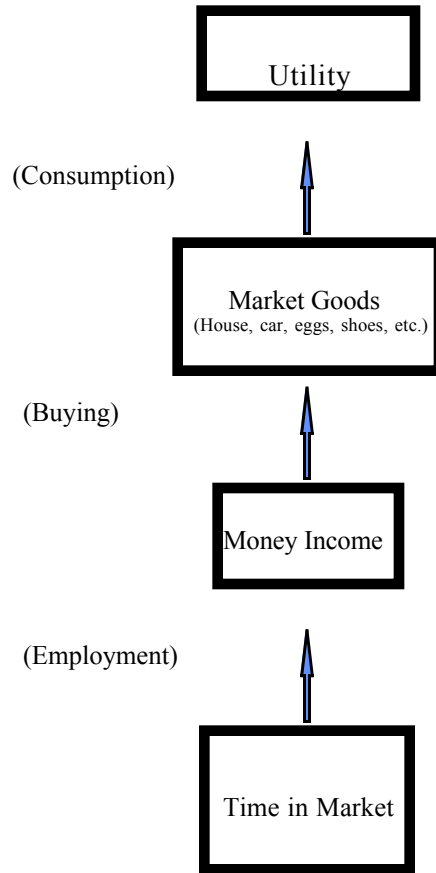 Utility
(Consumption)
Market Goods
(House, car, eggs, shoes, etc.)
(Buying)
Money Income
(Employment)
Time in Market